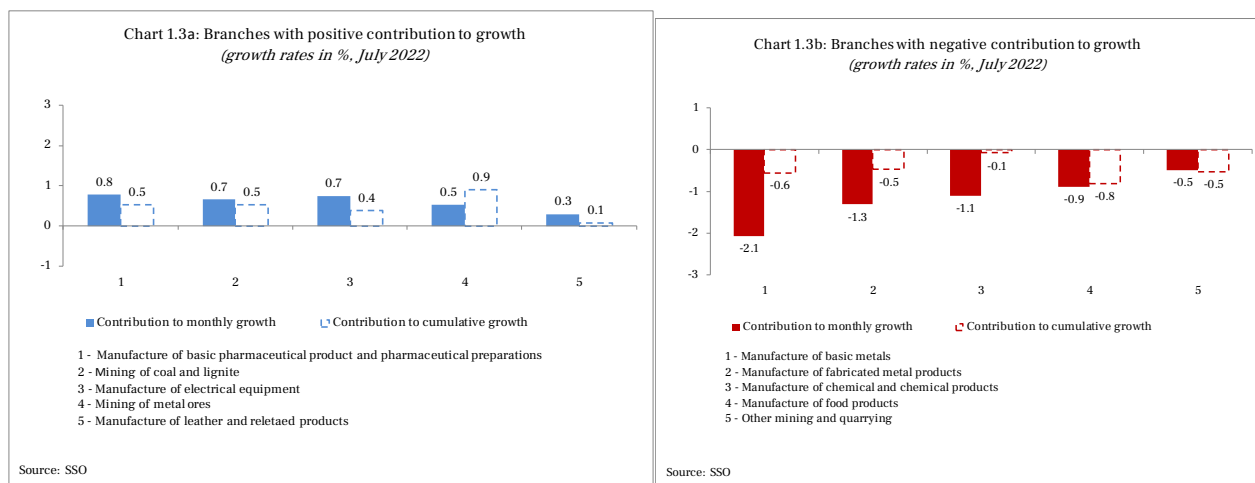 Chart 1.3a: Branches with positive contribution to growth
(growth rates in %, July 2022)
3
2
1
0
-1
0.8
0.5
0.7
0.5
0.7
0.4
0.5
0.9
0.3
0.1
1
2
3
4
5
Contribution to monthly growth
Contribution to cumulative growth
1 - Manufacture of basic pharmaceutical product and pharmaceutical preparations
2 - Mining of coal and lignite
3 - Manufacture of electrical equipment
4 - Mining of metal ores
5 - Manufacture of leather and reletaed products
Source: SSO
Chart 1.3b: Branches with negative contribution to growth
(growth rates in %, July 2022)
1
0
-1
-2
-3
-2.1
-0.6
-1.3
-0.5
-1.1
-0.1
-0.9
-0.8
-0.5
-0.5
1
2
3
4
5
Contribution to monthly growth
Contribution to cumulative growth
1 - Manufacture of basic metals
2 - Manufacture of fabricated metal products
3 - Manufacture of chemical and chemical products
4 - Manufacture of food products
5 - Other mining and quarrying
Source: SSO